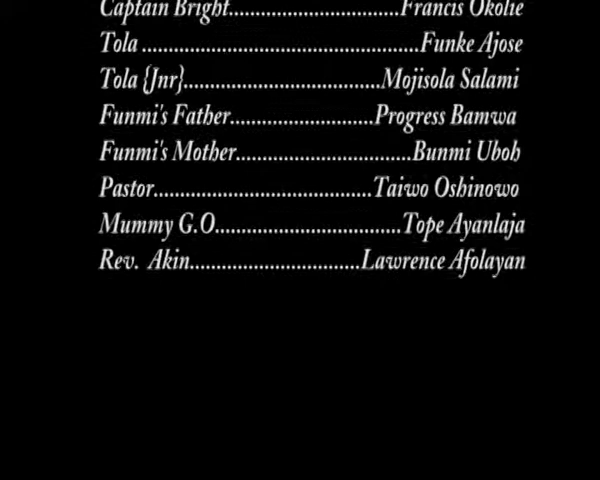 Captain Bright..................................Francis Okolie
Tola ........................................................Funke Ajose
Tola {Jnr}........................................Mojisola Salami
Funmi's Father.............................Progress Bamwa
Funmi's Mother...................................Bunmi Uboh
Pastor............................................Taiwo Oshinowo
Mummy G.O.....................................Tope Ayanlaja
Rev. Akin..................................Lawrence Afolayan